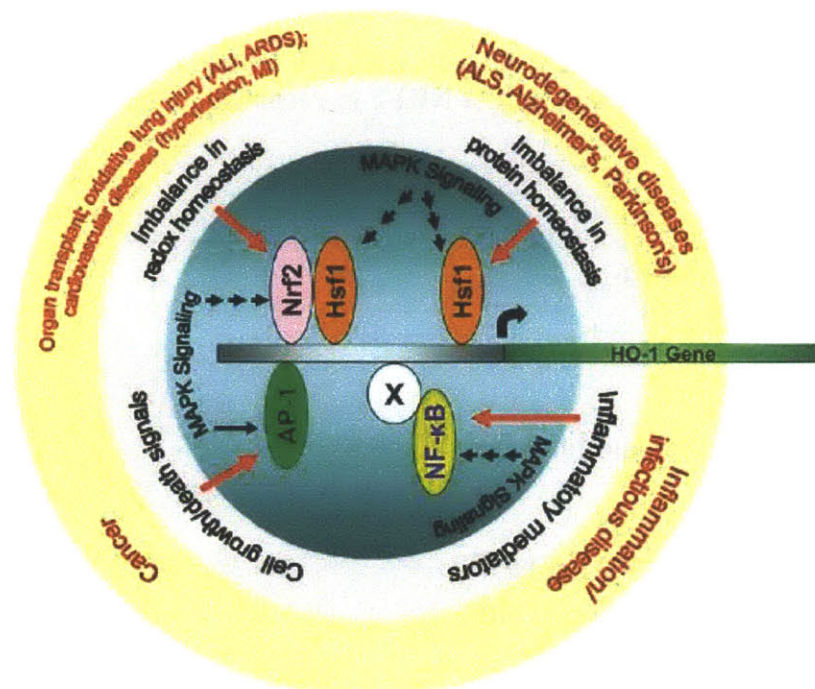 Organ transplant; oxidative lung injury (ALI, ARDS);
cardiovascular diseases (hypertension, MI)
Neurodegenerative diseases
(ALS, Alzheimer's, Parkinson's)
Imbalance in
redox homeostasis
Imbalance in
protein homeostasis
MAPK Signaling
MAPK Signaling
Nrf2
Hsf1
Hsf1
HO-1 Gene
AP-1
X
NF-κB
MAPK Signaling
Cell growth/death signals
Inflammatory mediators
Cancer
Inflammation/
infectious disease